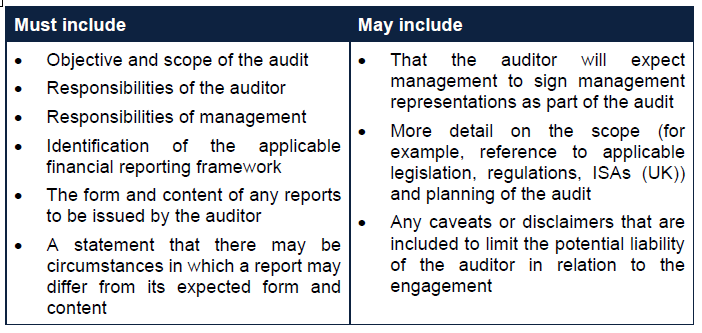 Must include
• Objective and scope of the audit
• Responsibilities of the auditor
• Responsibilities of management
• Identification of the applicable
financial reporting framework
• The form and content of any reports
to be issued by the auditor
• A statement that there may be
circumstances in which a report may
differ from its expected form and
content
May include
• That the auditor will expect
management to sign management
representations as part of the audit
• More detail on the scope (for
example, reference to applicable
legislation, regulations, ISAs (UK))
and planning of the audit
• Any caveats or disclaimers that are
included to limit the potential liability
of the auditor in relation to the
engagement